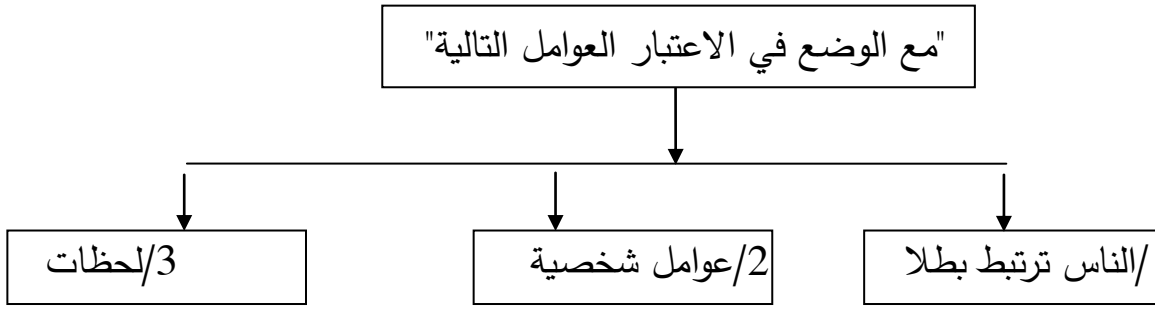 "مع الوضع في الاعتبار العوامل التالية"
/الناس ترتبط بطلا
2/عوامل شخصية
3/لحظات